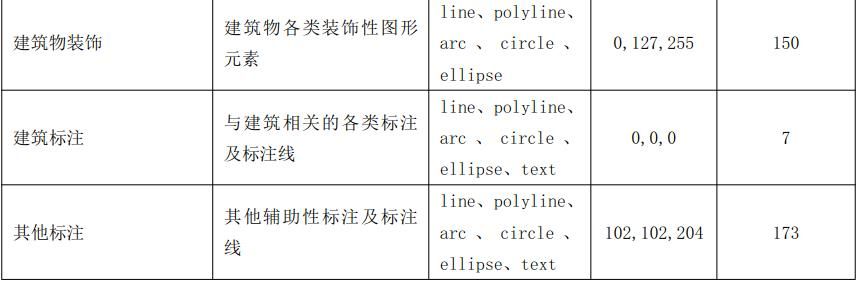 建筑物装饰
建筑物各类装饰性图形
元素
line、polyline、
arc 、 circle 、
ellipse
0,127,255
150
建筑标注
与建筑相关的各类标注
及标注线
line、polyline、
arc 、 circle 、
ellipse、text
0,0,0
7
其他标注
其他辅助性标注及标注
线
line、polyline、
arc 、 circle 、
ellipse、text
102,102,204
173